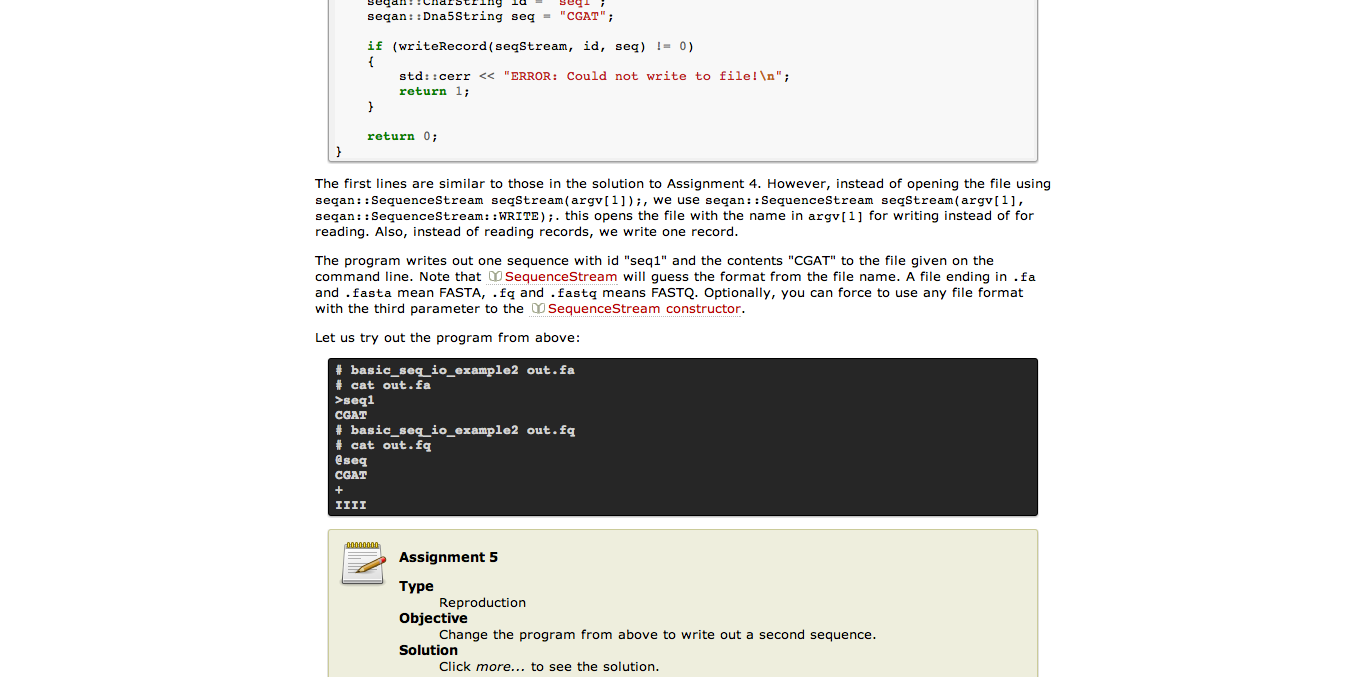 seqan::CharString id = "seq1";
seqan::Dna5String seq = "CGAT";
if (writeRecord(seqStream, id, seq) != 0)
{
std::cerr << "ERROR: Could not write to file!\n";
return 1;
}
return 0;
}
The first lines are similar to those in the solution to Assignment 4. However, instead of opening the file using
seqan::SequenceStream seqStream(argv[1]);, we use seqan::SequenceStream seqStream(argv[1],
seqan::SequenceStream::WRITE);. this opens the file with the name in argv[1] for writing instead of for
reading. Also, instead of reading records, we write one record.
The program writes out one sequence with id "seq1" and the contents "CGAT" to the file given on the
command line. Note that SequenceStream will guess the format from the file name. A file ending in .fa
and .fasta mean FASTA, .fq and .fastq means FASTQ. Optionally, you can force to use any file format
with the third parameter to the SequenceStream constructor.
Let us try out the program from above:
# basic_seq_io_example2 out.fa
# cat out.fa
>seq1
CGAT
# basic_seq_io_example2 out.fq
# cat out.fq
@seq
CGAT
+
IIII
Assignment 5
Type
Reproduction
Objective
Change the program from above to write out a second sequence.
Solution
Click more... to see the solution.